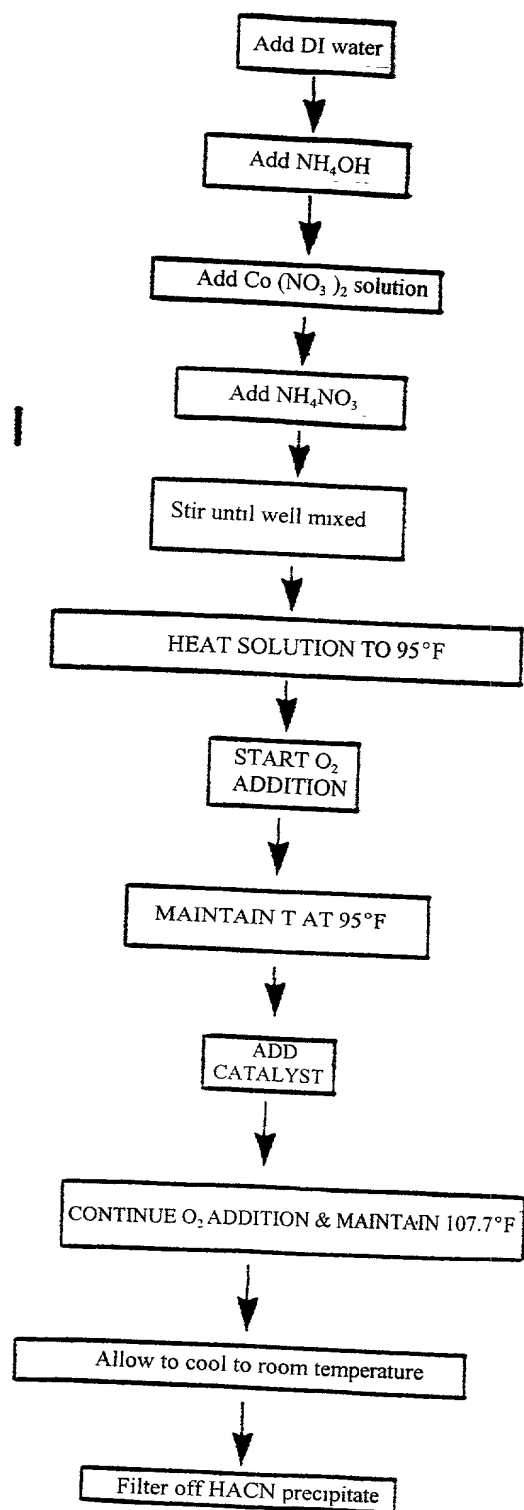 Add DI water
Add NH₄OH
Add Co (NO₃ )₂ solution
Add NH₄NO₃
Stir until well mixed
HEAT SOLUTION TO 95°F
START O₂
ADDITION
MAINTAIN T AT 95°F
ADD
CATALYST
CONTINUE O₂ ADDITION & MAINTAIN 107.7°F
Allow to cool to room temperature
Filter off HACN precipitate